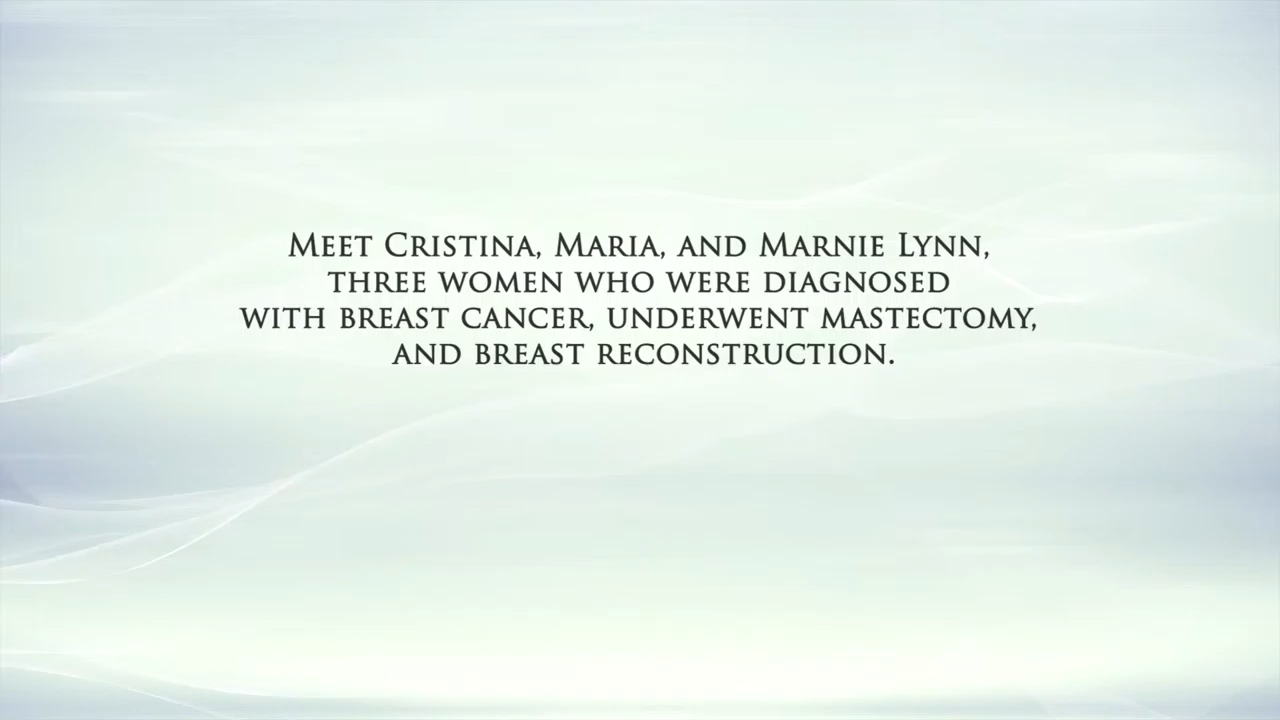 Meet Cristina, Maria, and Marnie Lynn,
three women who were diagnosed
with breast cancer, underwent mastectomy,
and breast reconstruction.